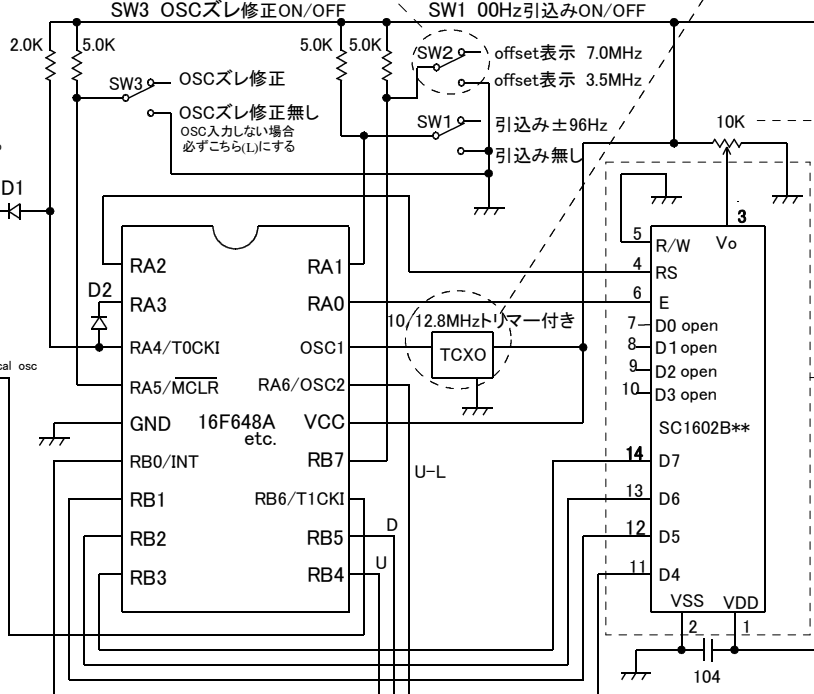 SW3 OSCズレ修正ON/OFF
SW1 00Hz引込みON/OFF
2.0K
5.0K
5.0K
5.0K
SW3
OSCズレ修正
OSCズレ修正無し
OSC入力しない場合
必ずこちら(L)にする
SW2
offset表示 7.0MHz
offset表示 3.5MHz
SW1
引込み±96Hz
引込み無し
10K
D1
D2
RA2
RA3
RA4/T0CKI
RA5/MCLR
GND
RB0/INT
RB1
RB2
RB3
16F648A
etc.
RA1
RA0
OSC1
RA6/OSC2
VCC
RB7
RB6/T1CKI
RB5
RB4
10/12.8MHzトリマー付き
TCXO
U-L
D
U
cal osc
3
Vo
5 R/W
4 RS
6 E
7 D0 open
8 D1 open
9 D2 open
10 D3 open
SC1602B**
14 D7
13 D6
12 D5
11 D4
VSS VDD
2 1
104